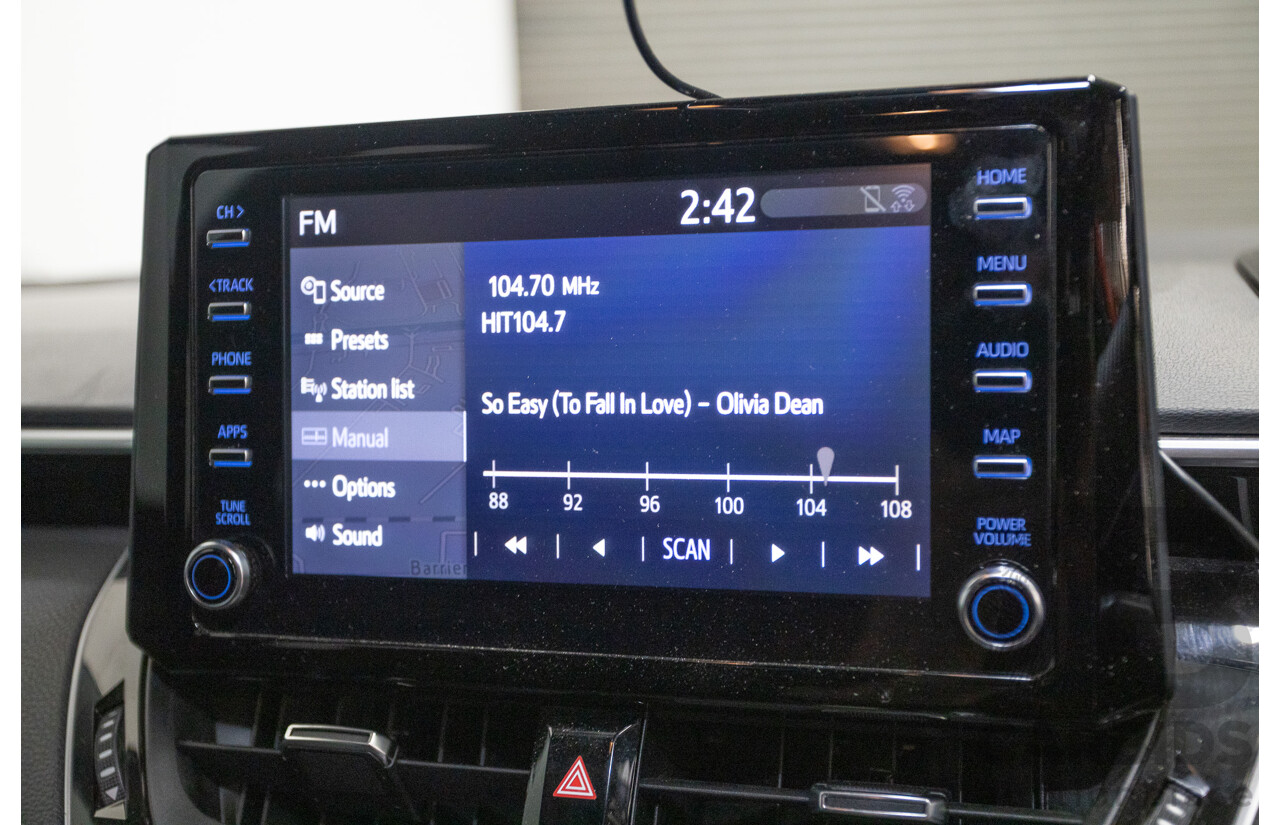 CH>
<TRACK
PHONE
APPS
TUNE
SCROLL
FM
2:42
Source
Presets
Station list
Manual
Options
Sound
Barrier
104.70 MHz
HIT104.7
So Easy (To Fall In Love) – Olivia Dean
88 92 96 100 104 108
SCAN
HOME
MENU
AUDIO
MAP
POWER
VOLUME